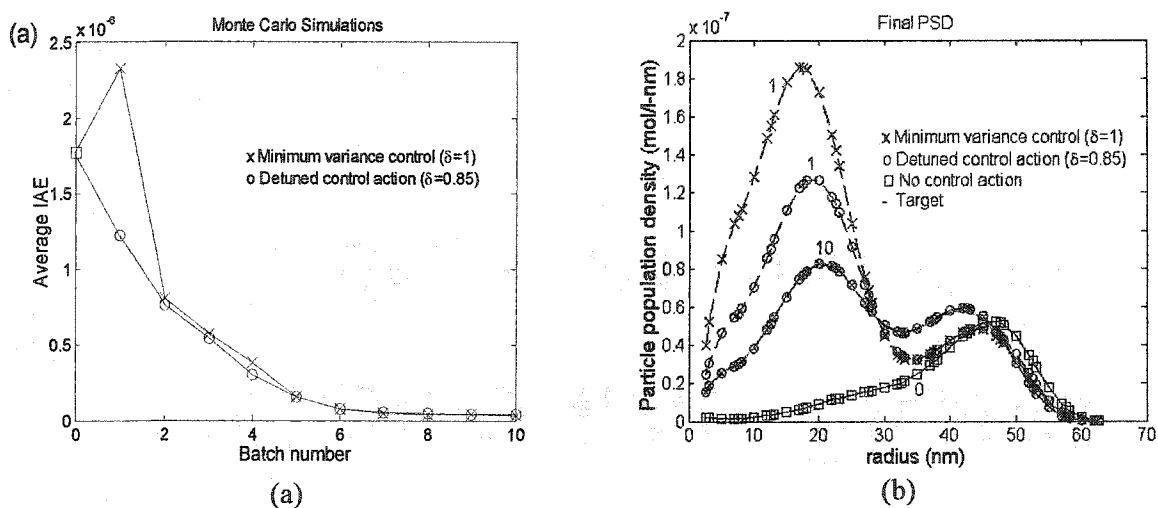 (a)
Monte Carlo Simulations
x 10^-6
2.5
2
1.5
1
0.5
0
Average IAE
x Minimum variance control (δ=1)
o Detuned control action (δ=0.85)
0 2 4 6 8 10
Batch number
(a)
Final PSD
x 10^-7
2
1.8
1.6
1.4
1.2
1
0.8
0.6
0.4
0.2
0
Particle population density (mol/l-nm)
1
1
10
0
x Minimum variance control (δ=1)
o Detuned control action (δ=0.85)
□ No control action
- Target
0 10 20 30 40 50 60 70
radius (nm)
(b)